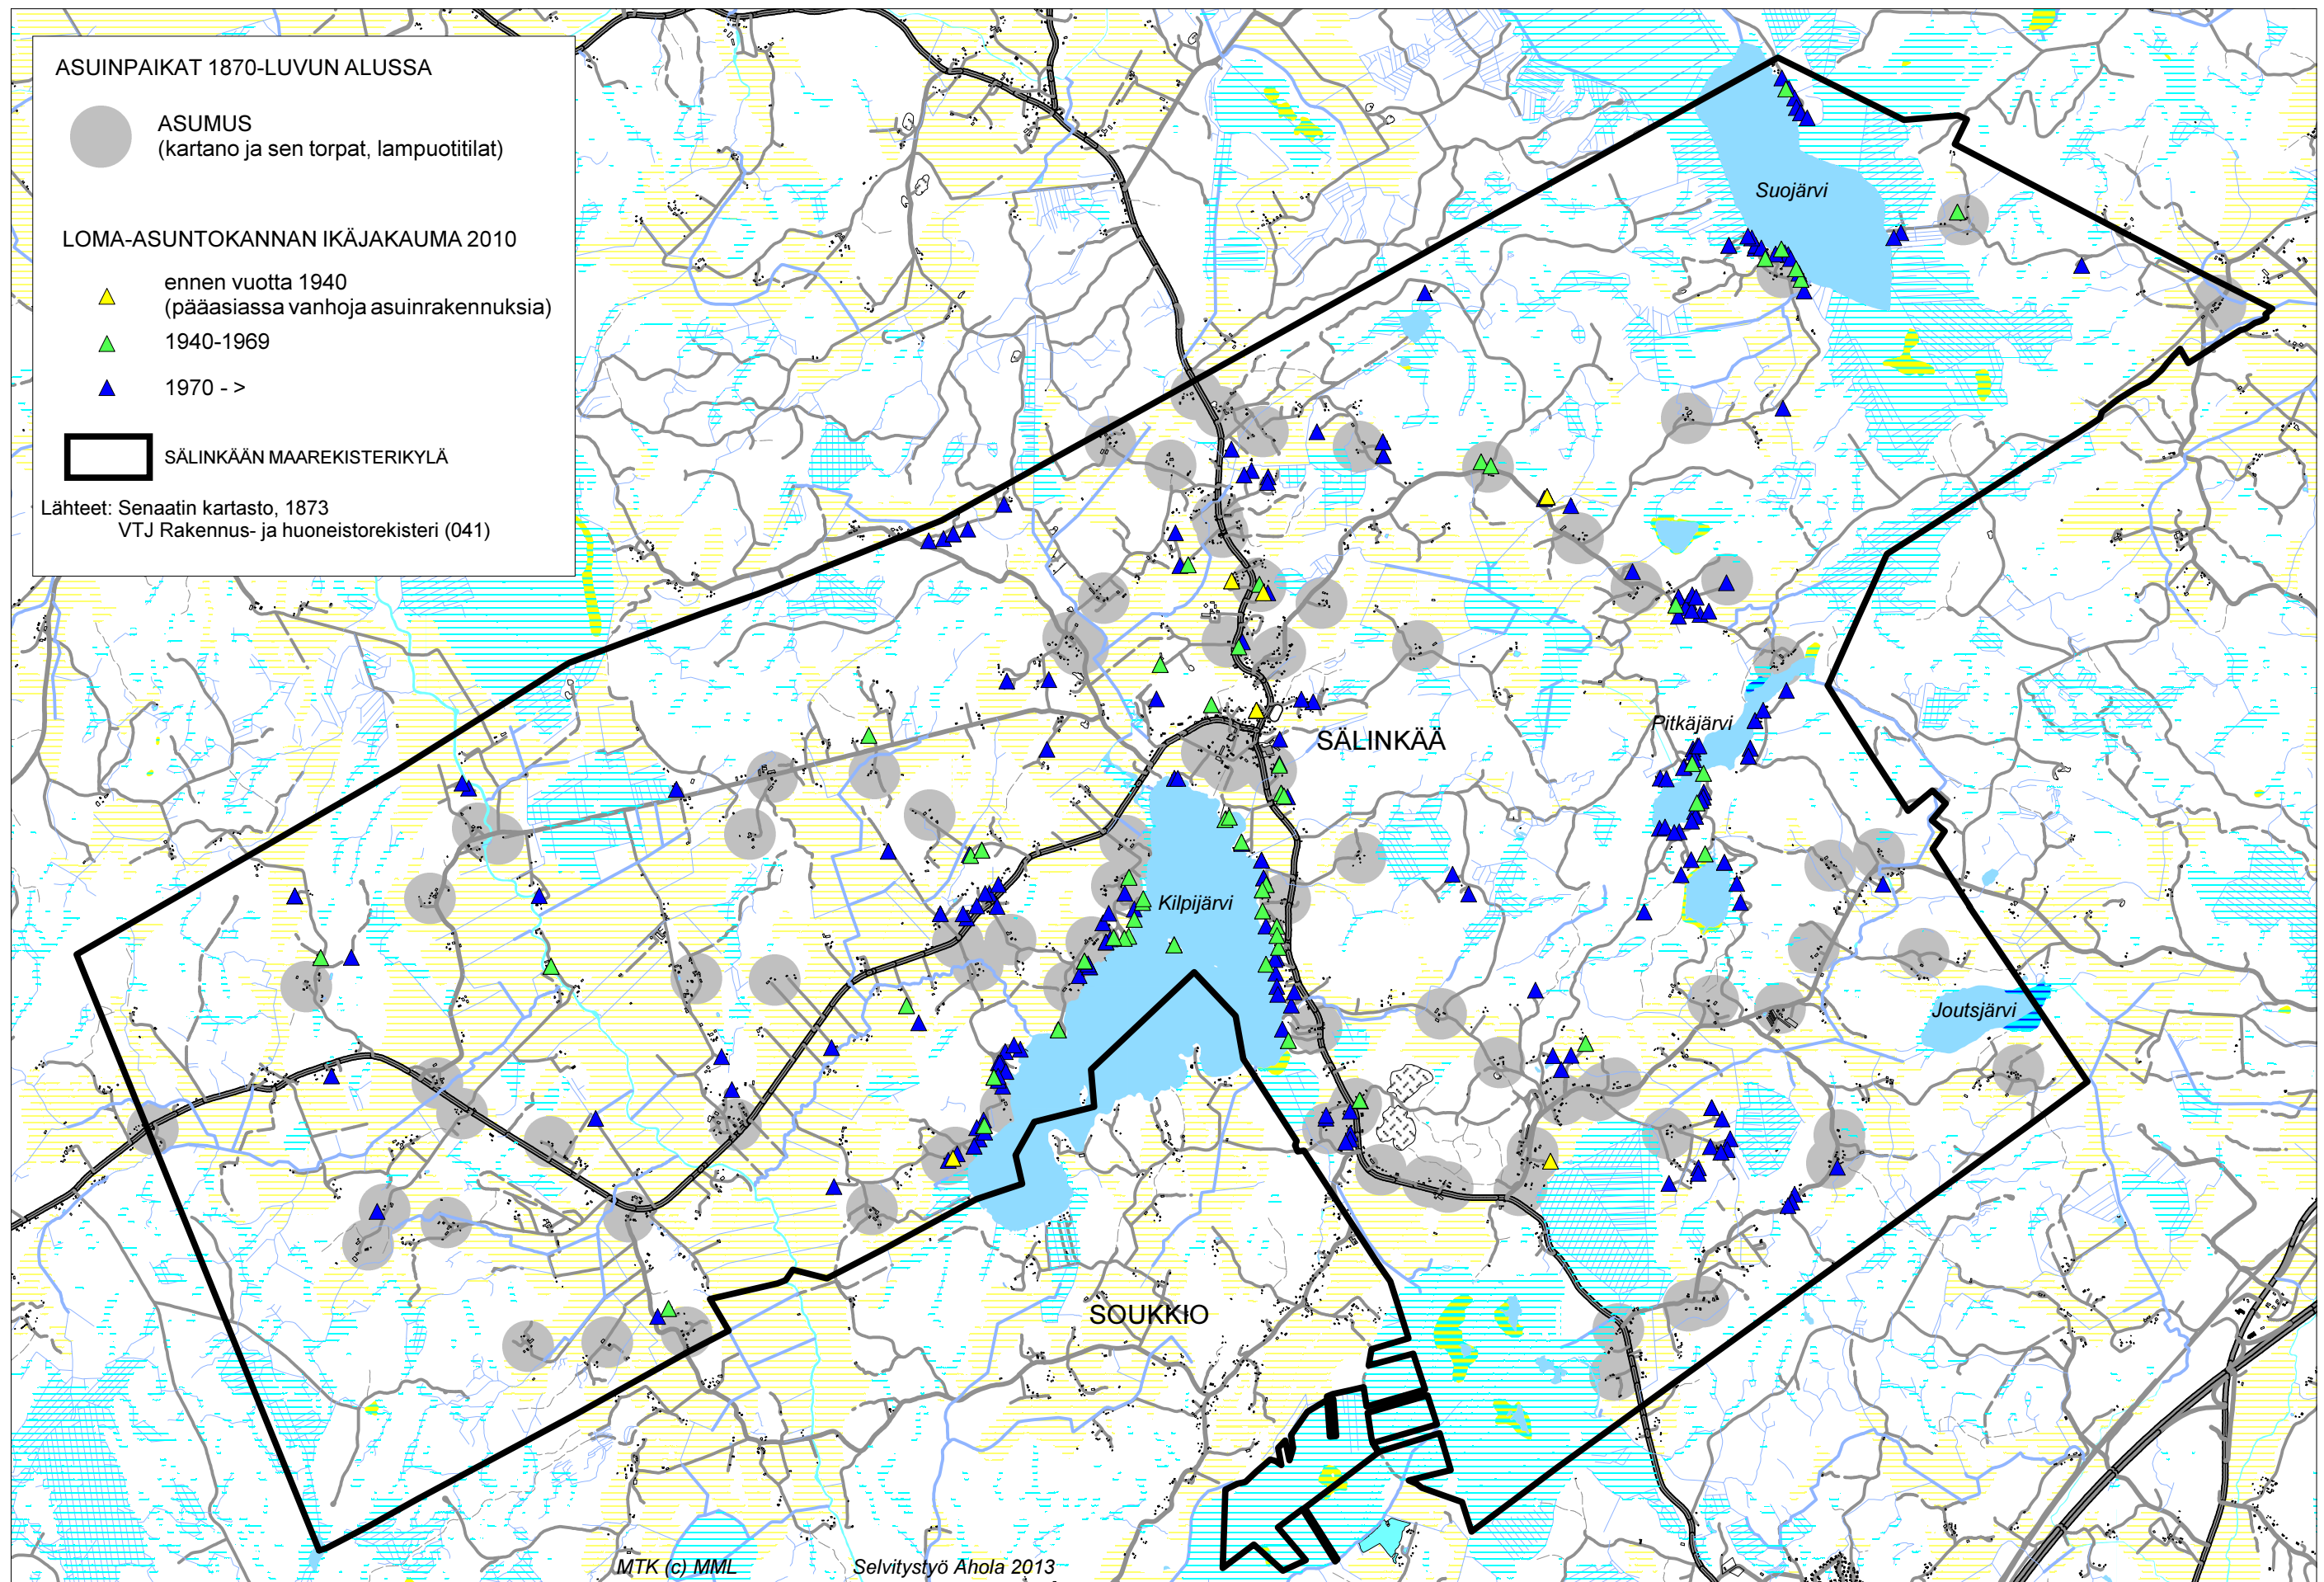 ASUINPAIKAT 1870-LUVUN ALUSSA
ASUMUS
(kartano ja sen torpat, lampuotitilat)
LOMA-ASUNTOKANNAN IKÄJAKAUMA 2010
ennen vuotta 1940
(pääasiassa vanhoja asuinrakennuksia)
1940-1969
1970 - >
SÄLINKÄÄN MAAREKISTERIKYLÄ
Lähteet: Senaatin kartasto, 1873
VTJ Rakennus- ja huoneistorekisteri (041)
Suojärvi
Pitkäjärvi
SÄLINKÄÄ
Kilpijärvi
Joutsjärvi
SOUKKIO
MTK (c) MML
Selvitystyö Ahola 2013